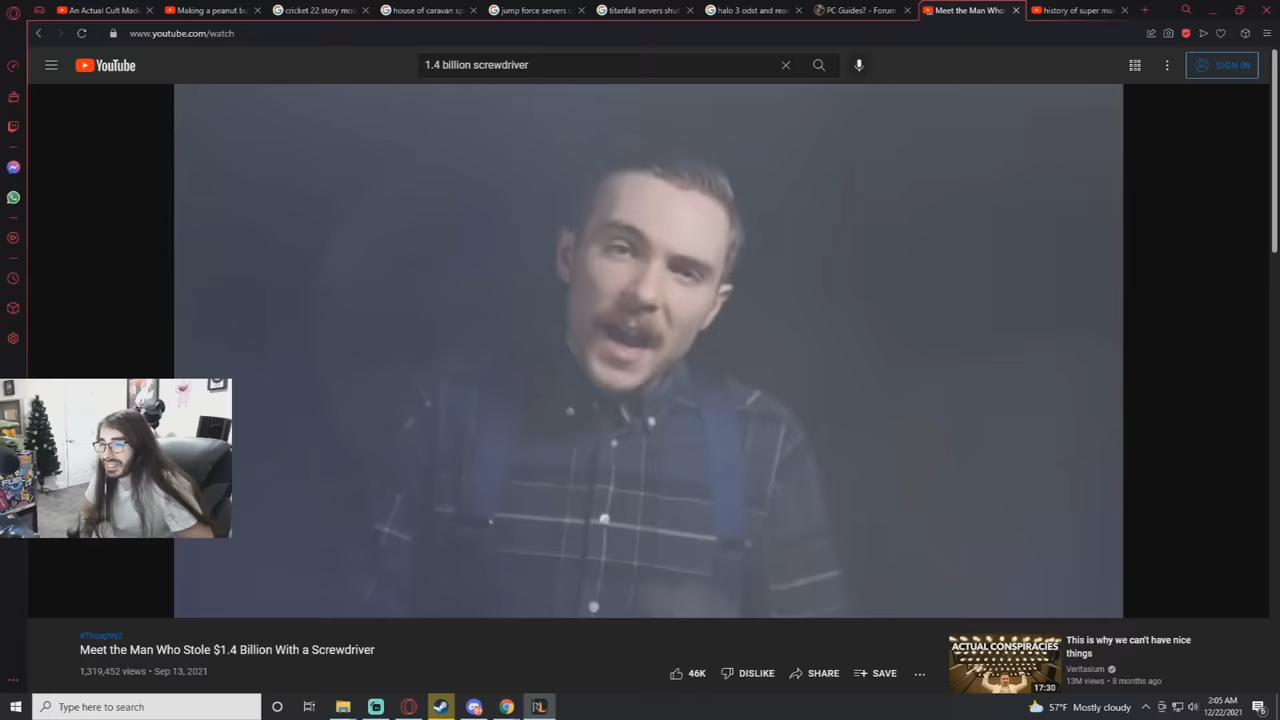 An Actual Cult Made
Making a peanut bu
cricket 22 story mod
house of caravan sp
jump force servers
titanfall servers shut
halo 3 odst and rea
PC Guides? - Forum
Meet the Man Who
history of super ma
www.youtube.com/watch
YouTube
1.4 billion screwdriver
SIGN IN
#Thoughty2
Meet the Man Who Stole $1.4 Billion With a Screwdriver
1,319,452 views • Sep 13, 2021
46K
DISLIKE
SHARE
SAVE
ACTUAL CONSPIRACIES
17:30
This is why we can't have nice
things
Veritasium
13M views • 8 months ago
Type here to search
57°F Mostly cloudy
2:05 AM
12/22/2021